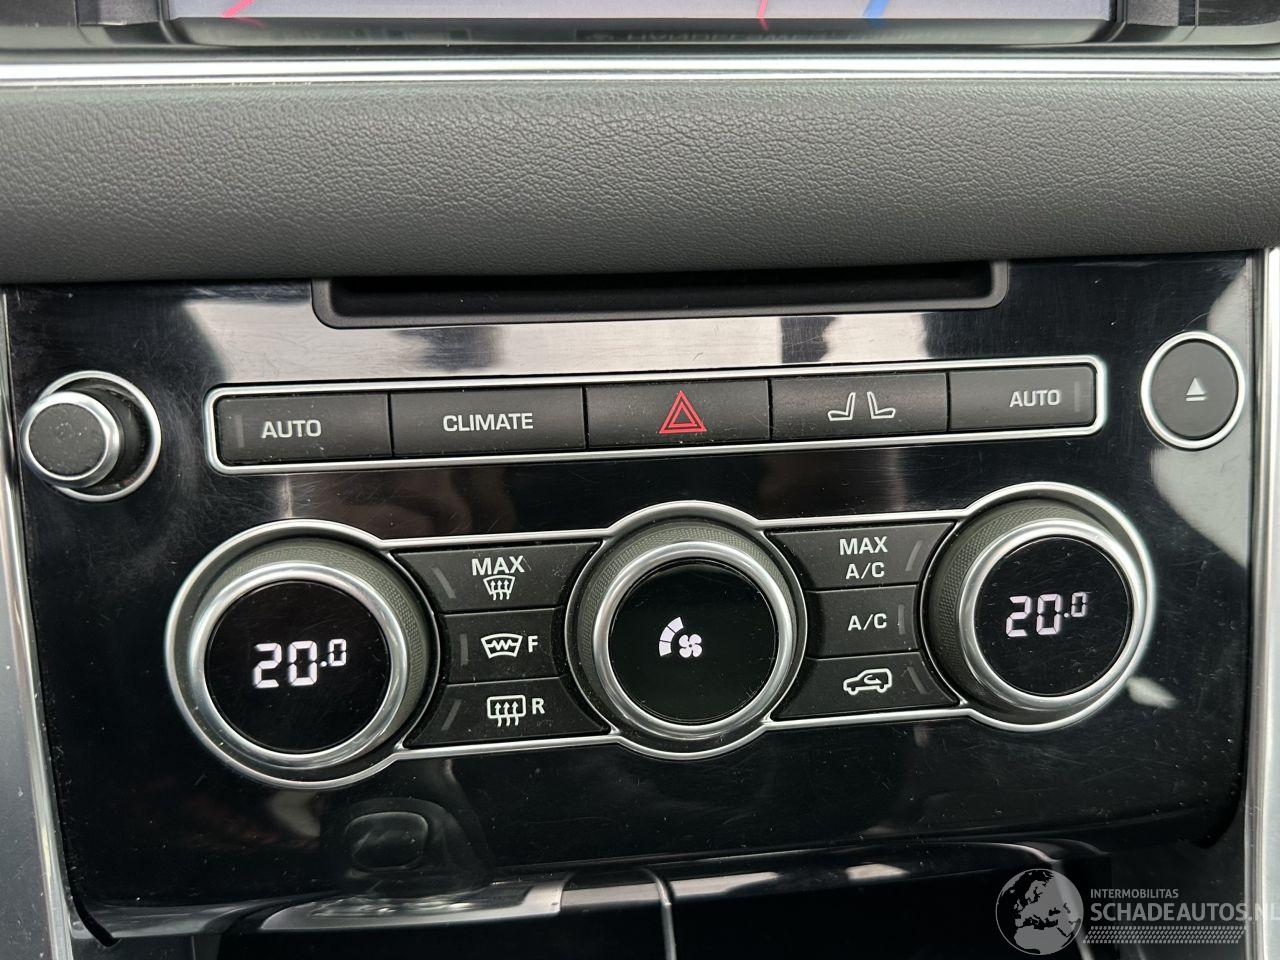 AUTO CLIMATE AUTO
MAX
F
R
20.0
MAX
A/C
A/C
20.0
INTERMOBILITAS
SCHADEAUTOS.NL